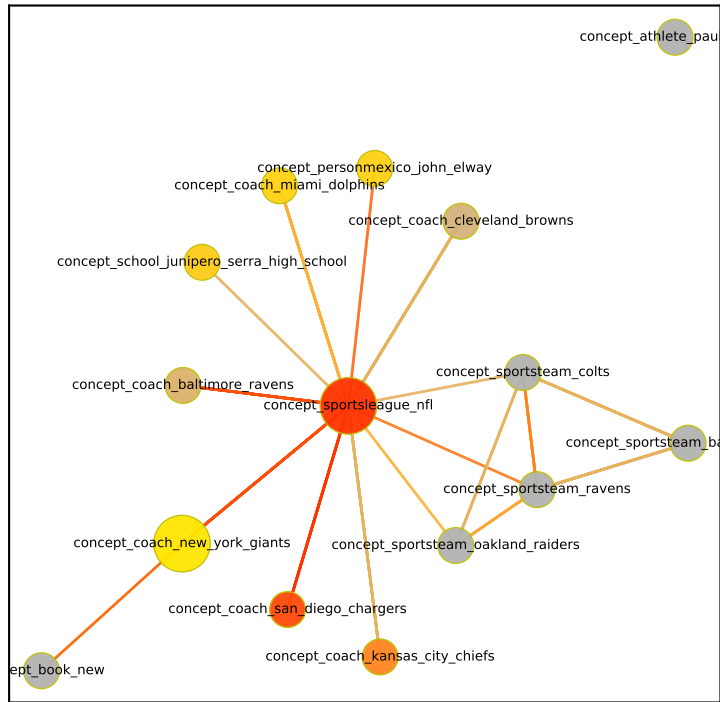 concept_athlete_pau
concept_personmexico_john_elway
concept_coach_miami_dolphins
concept_coach_cleveland_browns
concept_school_junipero_serra_high_school
concept_sportsteam_colts
concept_coach_baltimore_ravens
concept_sportsleague_nfl
concept_sportsteam_ba
concept_sportsteam_ravens
concept_coach_new_york_giants
concept_sportsteam_oakland_raiders
concept_coach_san_diego_chargers
concept_coach_kansas_city_chiefs
ept_book_new